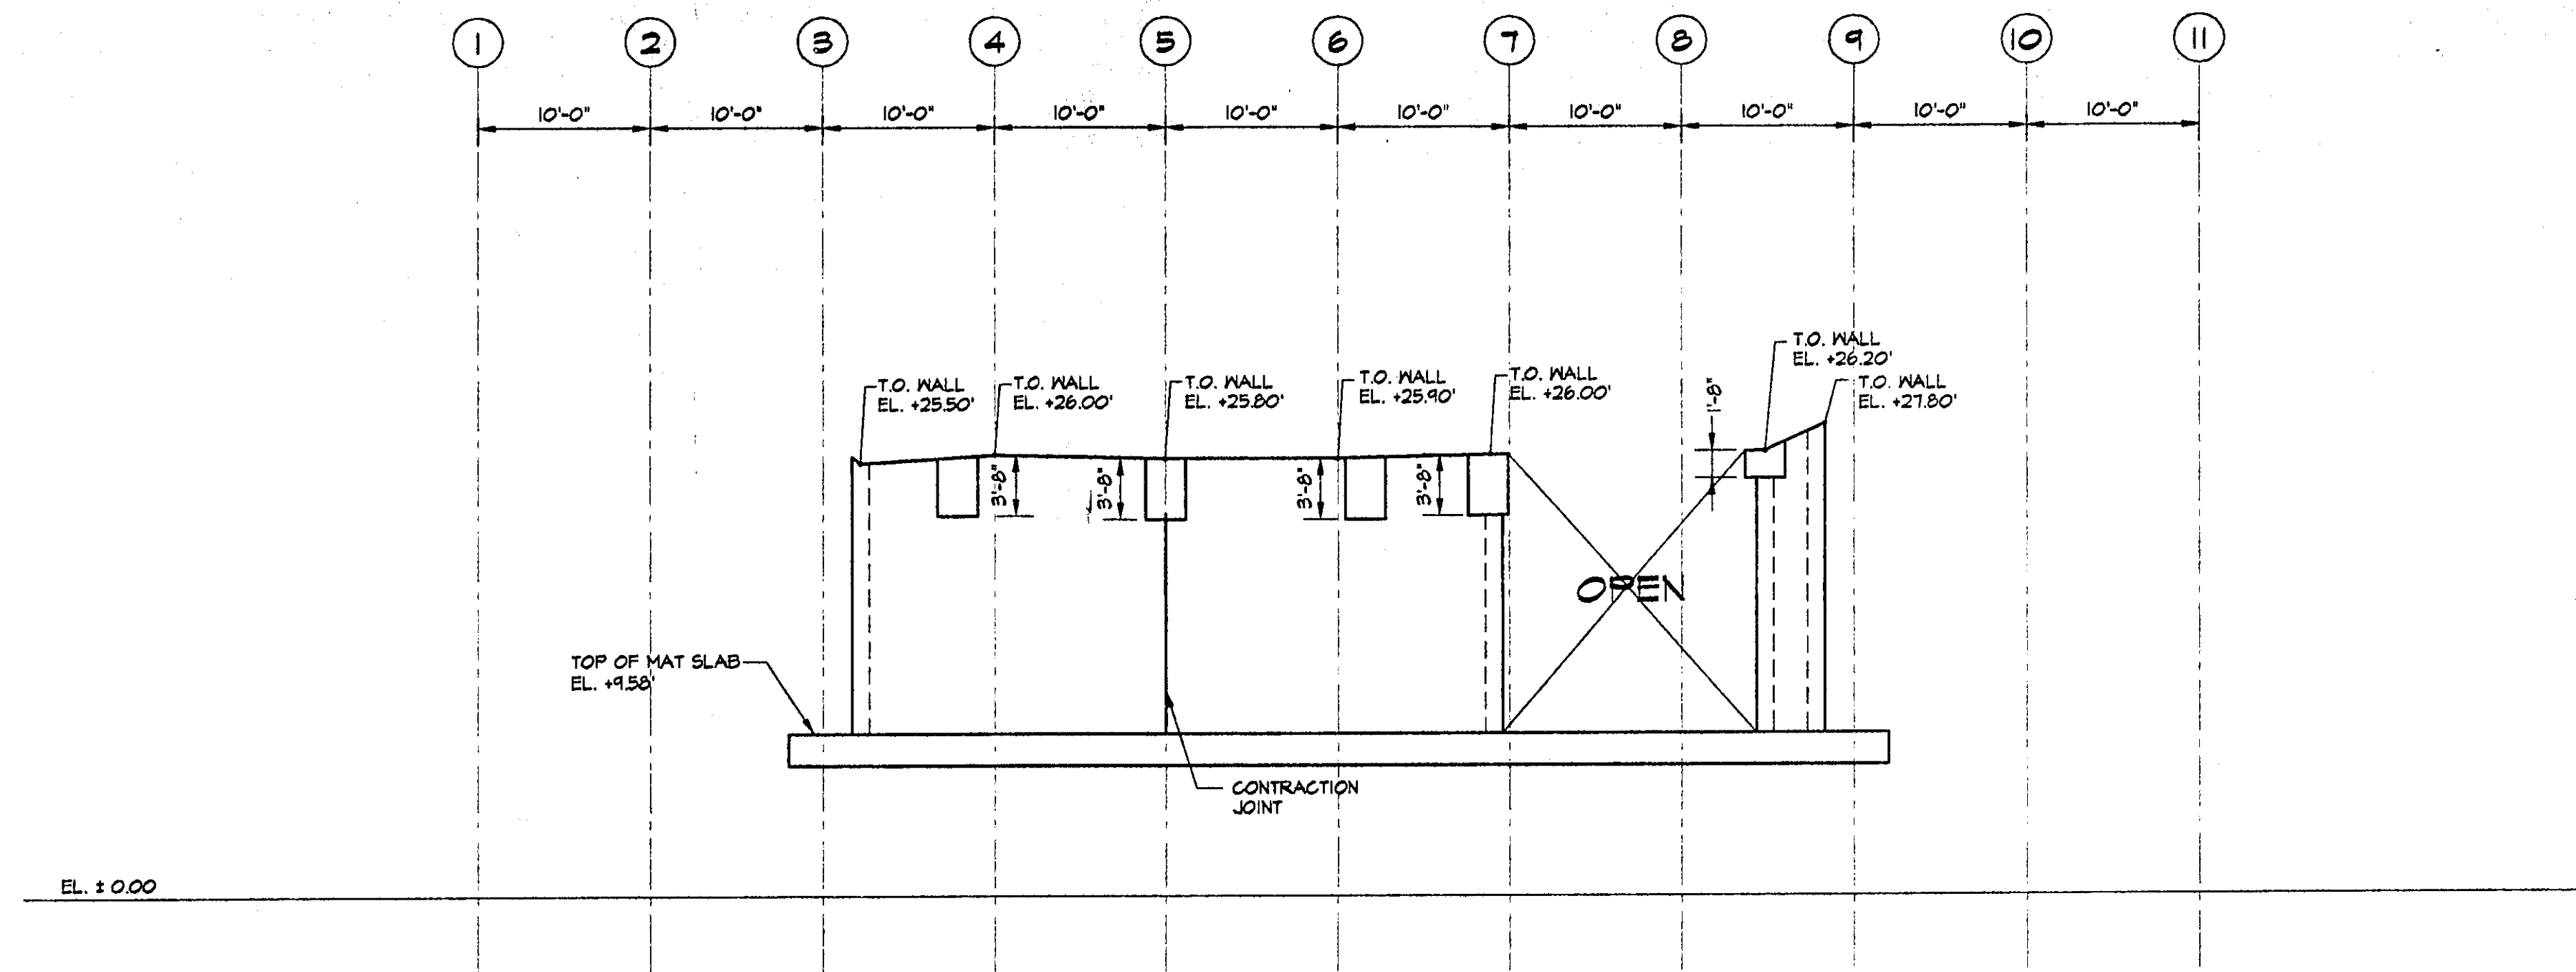 1 2 3 4 5 6 7 8 9 10 11
10'-0" 10'-0" 10'-0" 10'-0" 10'-0" 10'-0" 10'-0" 10'-0" 10'-0" 10'-0"
T.O. WALL
EL. +26.20'
T.O. WALL
EL. +25.50'
T.O. WALL
EL. +26.00'
T.O. WALL
EL. +25.80'
T.O. WALL
EL. +25.90'
T.O. WALL
EL. +26.00'
1'-8"
T.O. WALL
EL. +27.80'
3'-8"
3'-8"
3'-8"
3'-8"
OPEN
TOP OF MAT SLAB
EL. +9.58'
CONTRACTION
JOINT
EL. ± 0.00